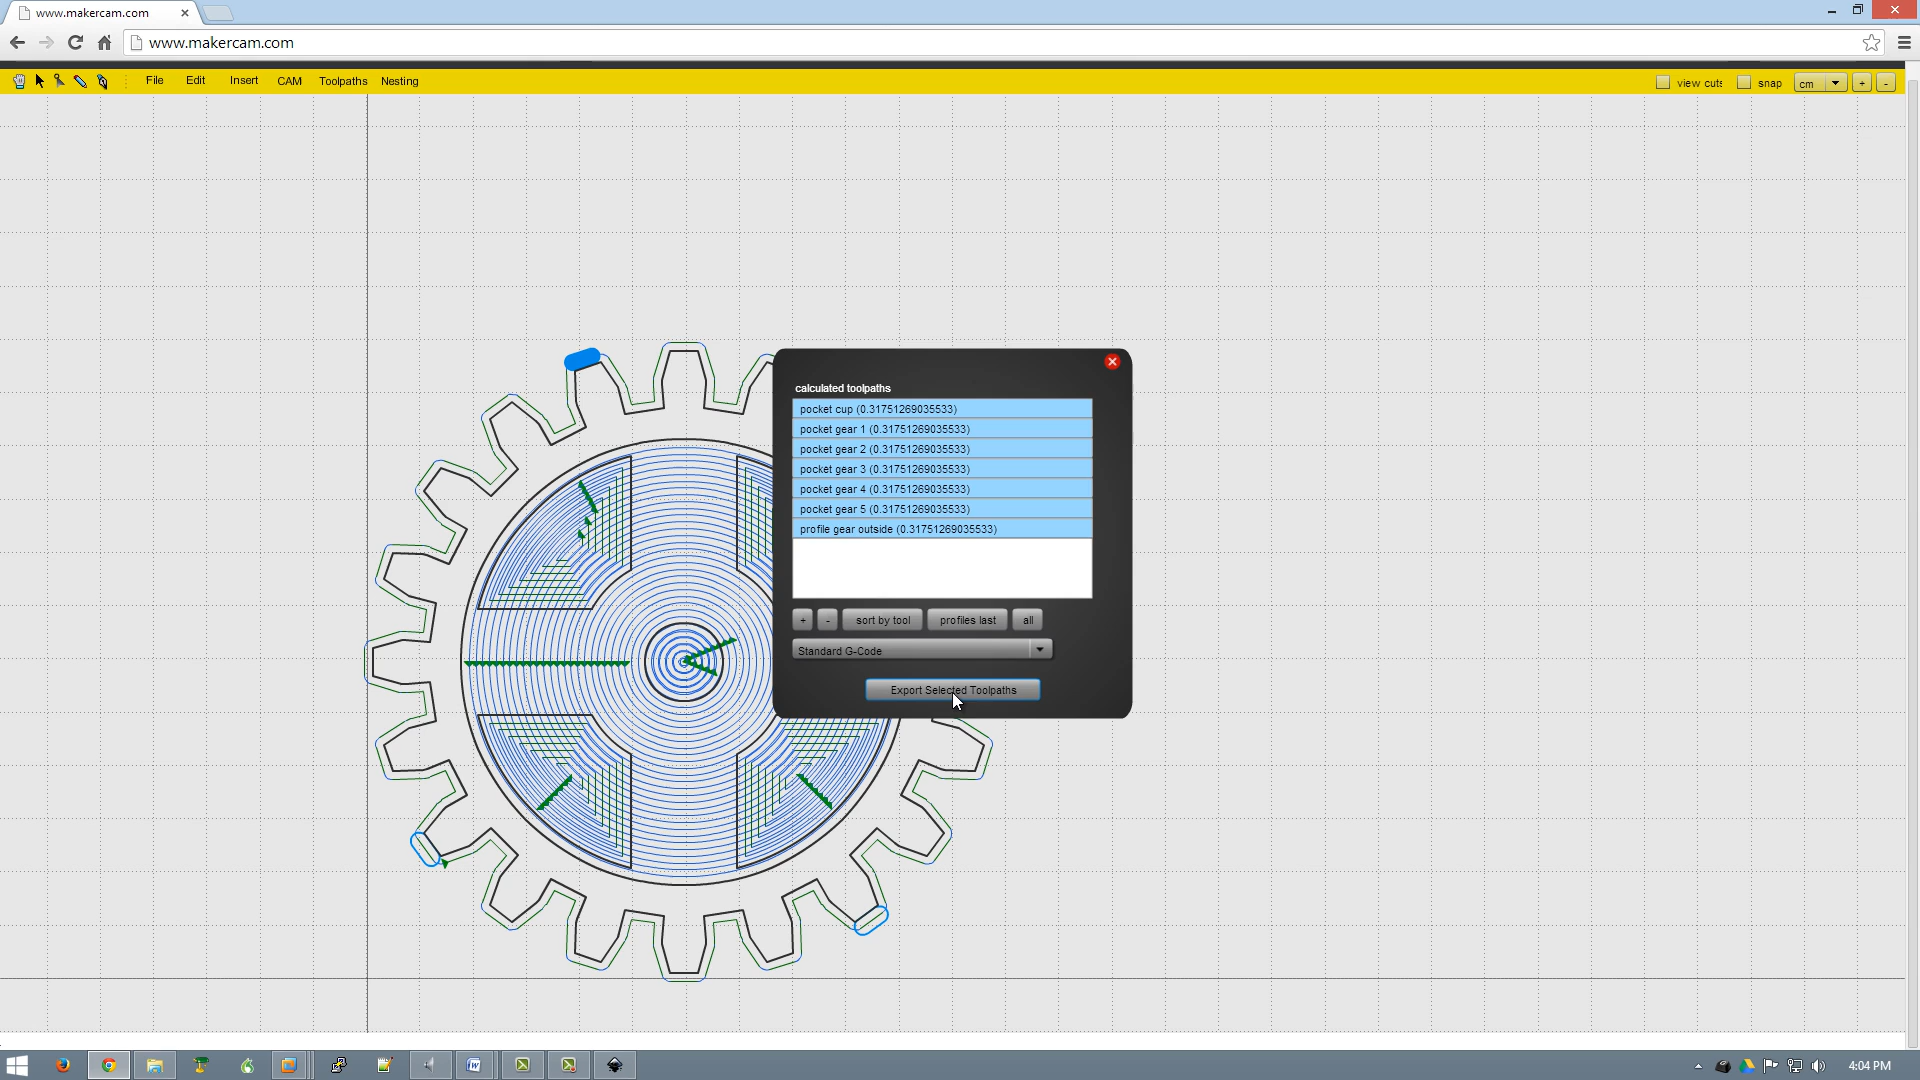 www.makercam.com
www.makercam.com
File Edit Insert CAM Toolpaths Nesting
view cuts snap cm + -
calculated toolpaths
pocket cup (0.31751269035533)
pocket gear 1 (0.31751269035533)
pocket gear 2 (0.31751269035533)
pocket gear 3 (0.31751269035533)
pocket gear 4 (0.31751269035533)
pocket gear 5 (0.31751269035533)
profile gear outside (0.31751269035533)
+ - sort by tool profiles last all
Standard G-Code
Export Selected Toolpaths
4:04 PM